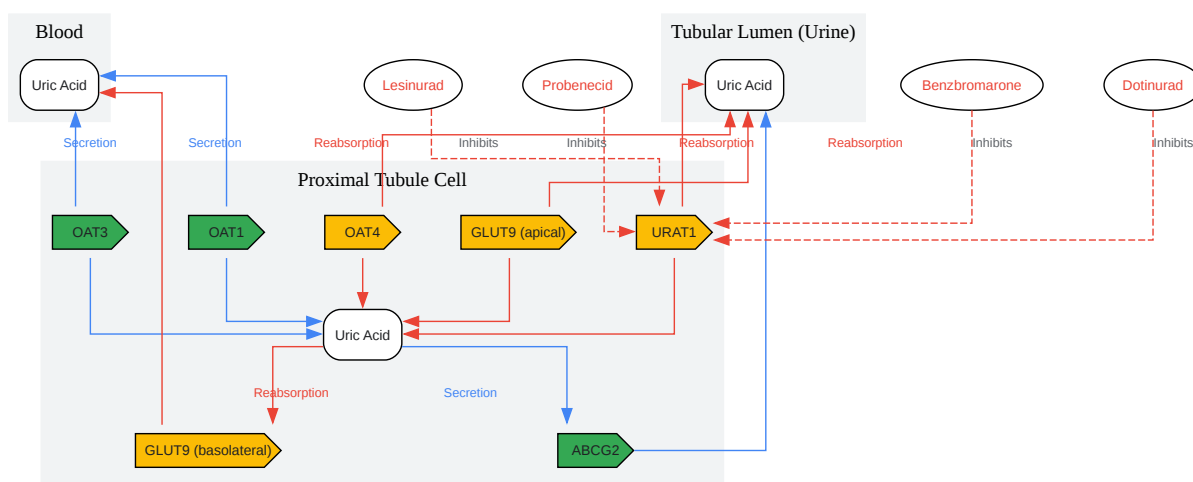 Blood
Tubular Lumen (Urine)
Uric Acid
Lesinurad
Probenecid
Uric Acid
Benzbromarone
Dotinurad
Secretion
Secretion
Reabsorption
Inhibits
Inhibits
Reabsorption
Reabsorption
Inhibits
Inhibits
Proximal Tubule Cell
OAT3
OAT1
OAT4
GLUT9 (apical)
URAT1
Uric Acid
Reabsorption
Secretion
GLUT9 (basolateral)
ABCG2